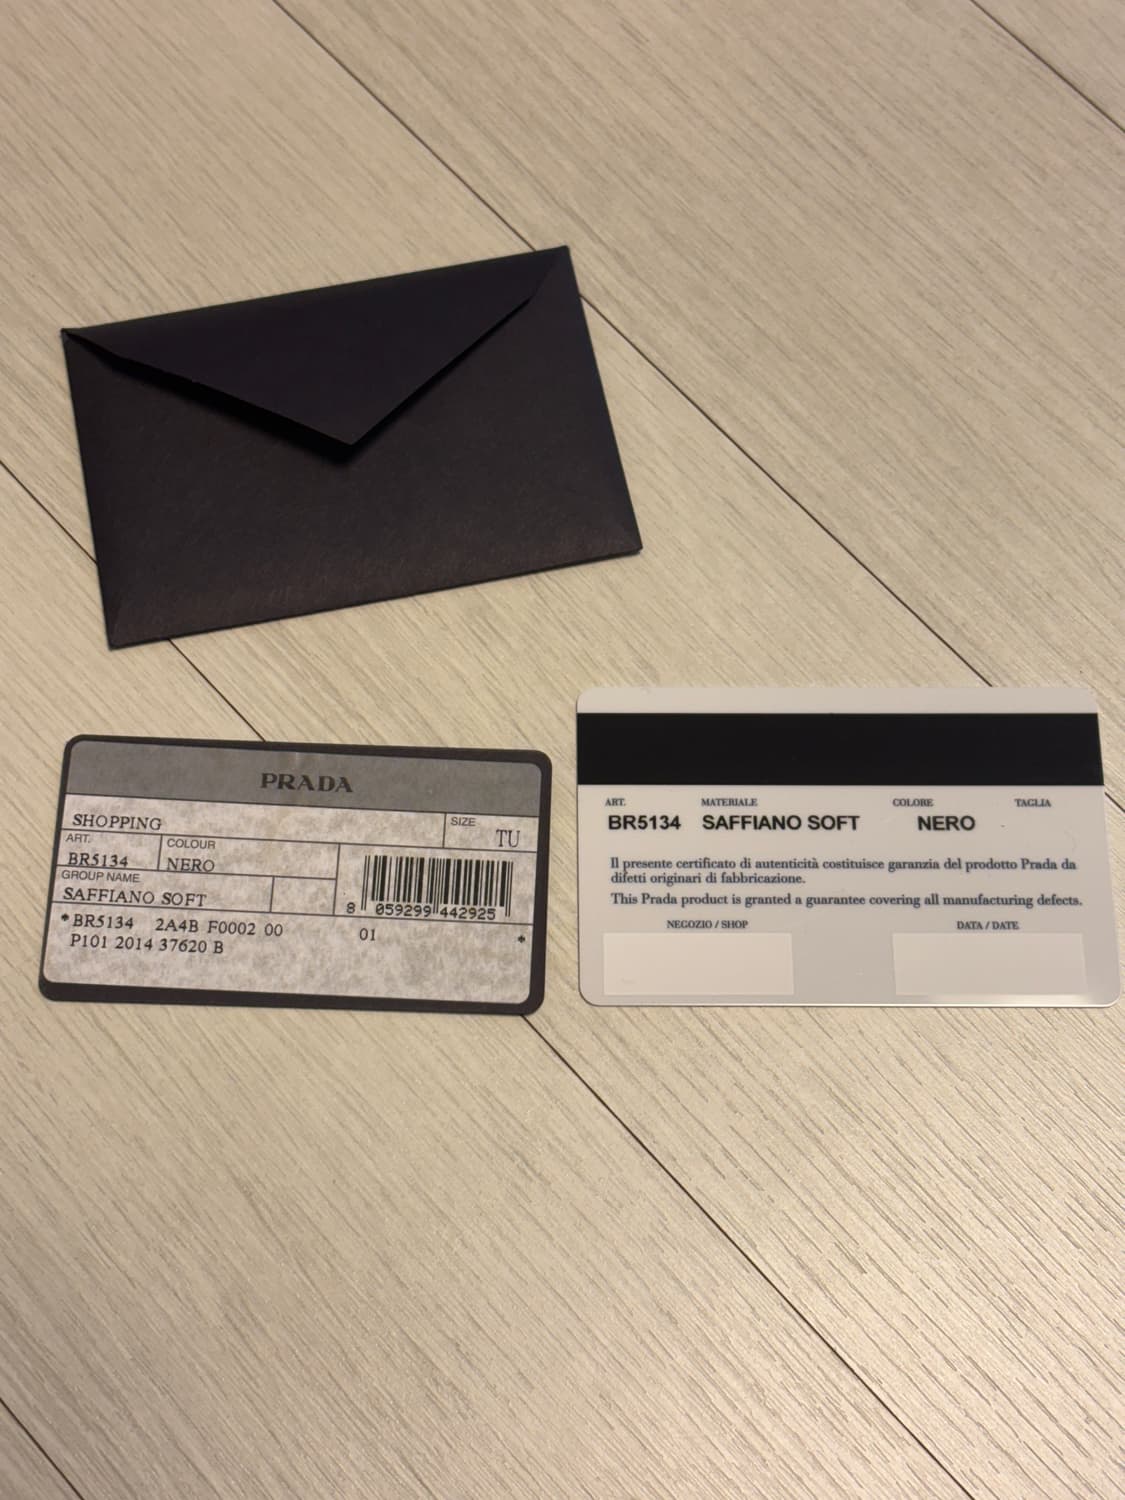 PRADA
SHOPPING
SIZE
TU
ART.
BR5134
COLOUR
NERO
GROUP NAME
SAFFIANO SOFT
8 059299 442925
*BR5134 2A4B F0002 00 01 *
P101 2014 37620 B
ART. MATERIALE COLORE TAGLIA
BR5134 SAFFIANO SOFT NERO -
Il presente certificato di autenticità costituisce garanzia del prodotto Prada da
difetti originari di fabbricazione.
This Prada product is granted a guarantee covering all manufacturing defects.
NEGOZIO / SHOP DATA / DATE